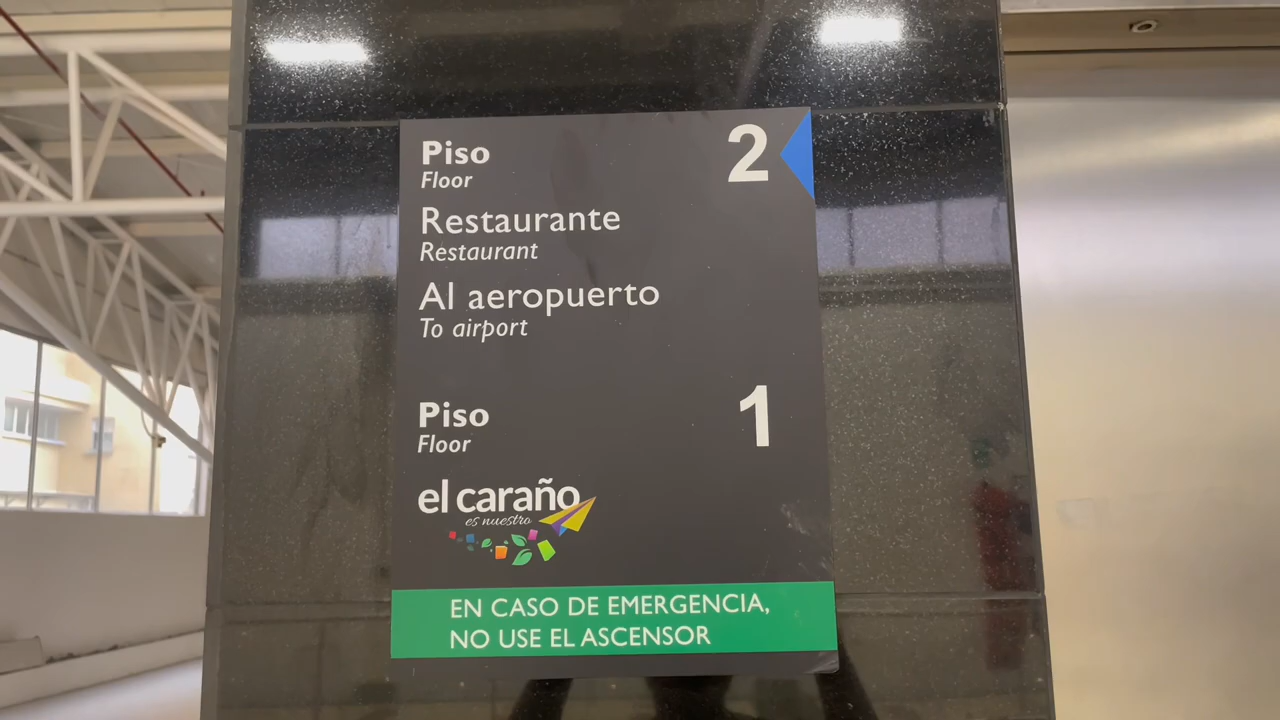 Piso 2
Floor
Restaurante
Restaurant
Al aeropuerto
To airport
Piso 1
Floor
el caraño
es nuestro
EN CASO DE EMERGENCIA,
NO USE EL ASCENSOR